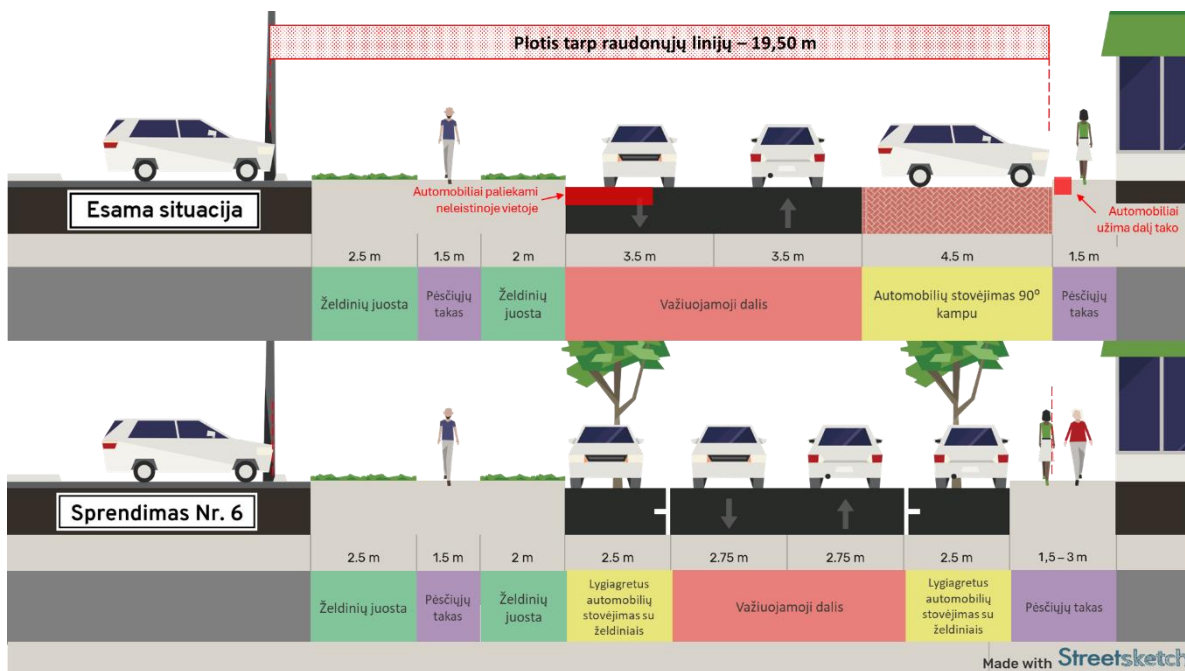 Plotis tarp raudonųjų linijų – 19,50 m
Automobiliai paliekami
neleistinoje vietoje
Esama situacija
Automobiliai
užima dalį tako
2.5 m
1.5 m
2 m
3.5 m
3.5 m
4.5 m
1.5 m
Želdinių juosta
Pėsčiųjų
takas
Želdinių
juosta
Važiuojamoji dalis
Automobilių stovėjimas 90°
kampu
Pėsčiųjų
takas
Sprendimas Nr. 6
2.5 m
1.5 m
2 m
2.5 m
2.75 m
2.75 m
2.5 m
1,5 – 3 m
Želdinių juosta
Pėsčiųjų
takas
Želdinių
juosta
Lygiagretus
automobilių
stovėjimas su
želdiniais
Važiuojamoji dalis
Lygiagretus
automobilių
stovėjimas su
želdiniais
Pėsčiųjų takas
Made with Streetsketch